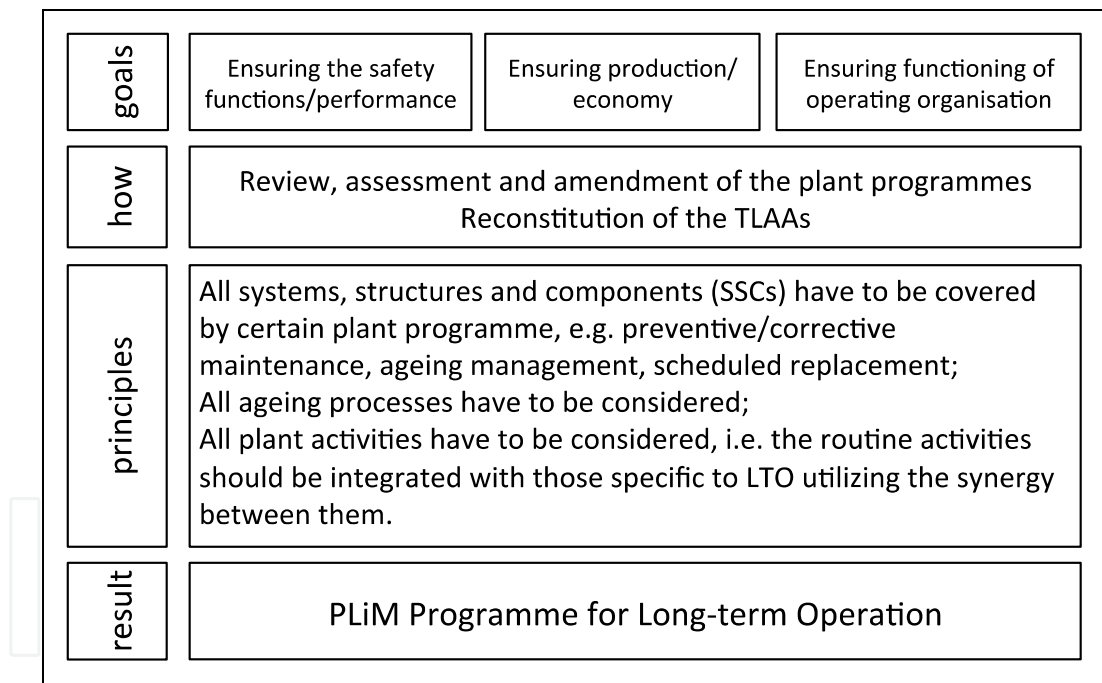 goals
Ensuring the safety
functions/performance
Ensuring production/
economy
Ensuring functioning of
operating organisation
how
Review, assessment and amendment of the plant programmes
Reconstitution of the TLAAs
principles
All systems, structures and components (SSCs) have to be covered
by certain plant programme, e.g. preventive/corrective
maintenance, ageing management, scheduled replacement;
All ageing processes have to be considered;
All plant activities have to be considered, i.e. the routine activities
should be integrated with those specific to LTO utilizing the synergy
between them.
result
PLiM Programme for Long-term Operation